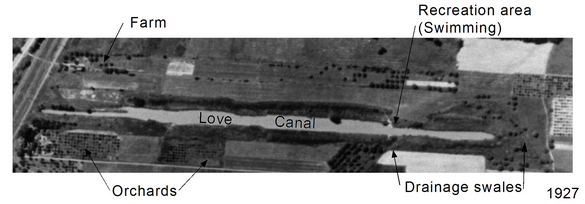 Recreation area
(Swimming)
Farm
Love Canal
Orchards
Drainage swales
1927